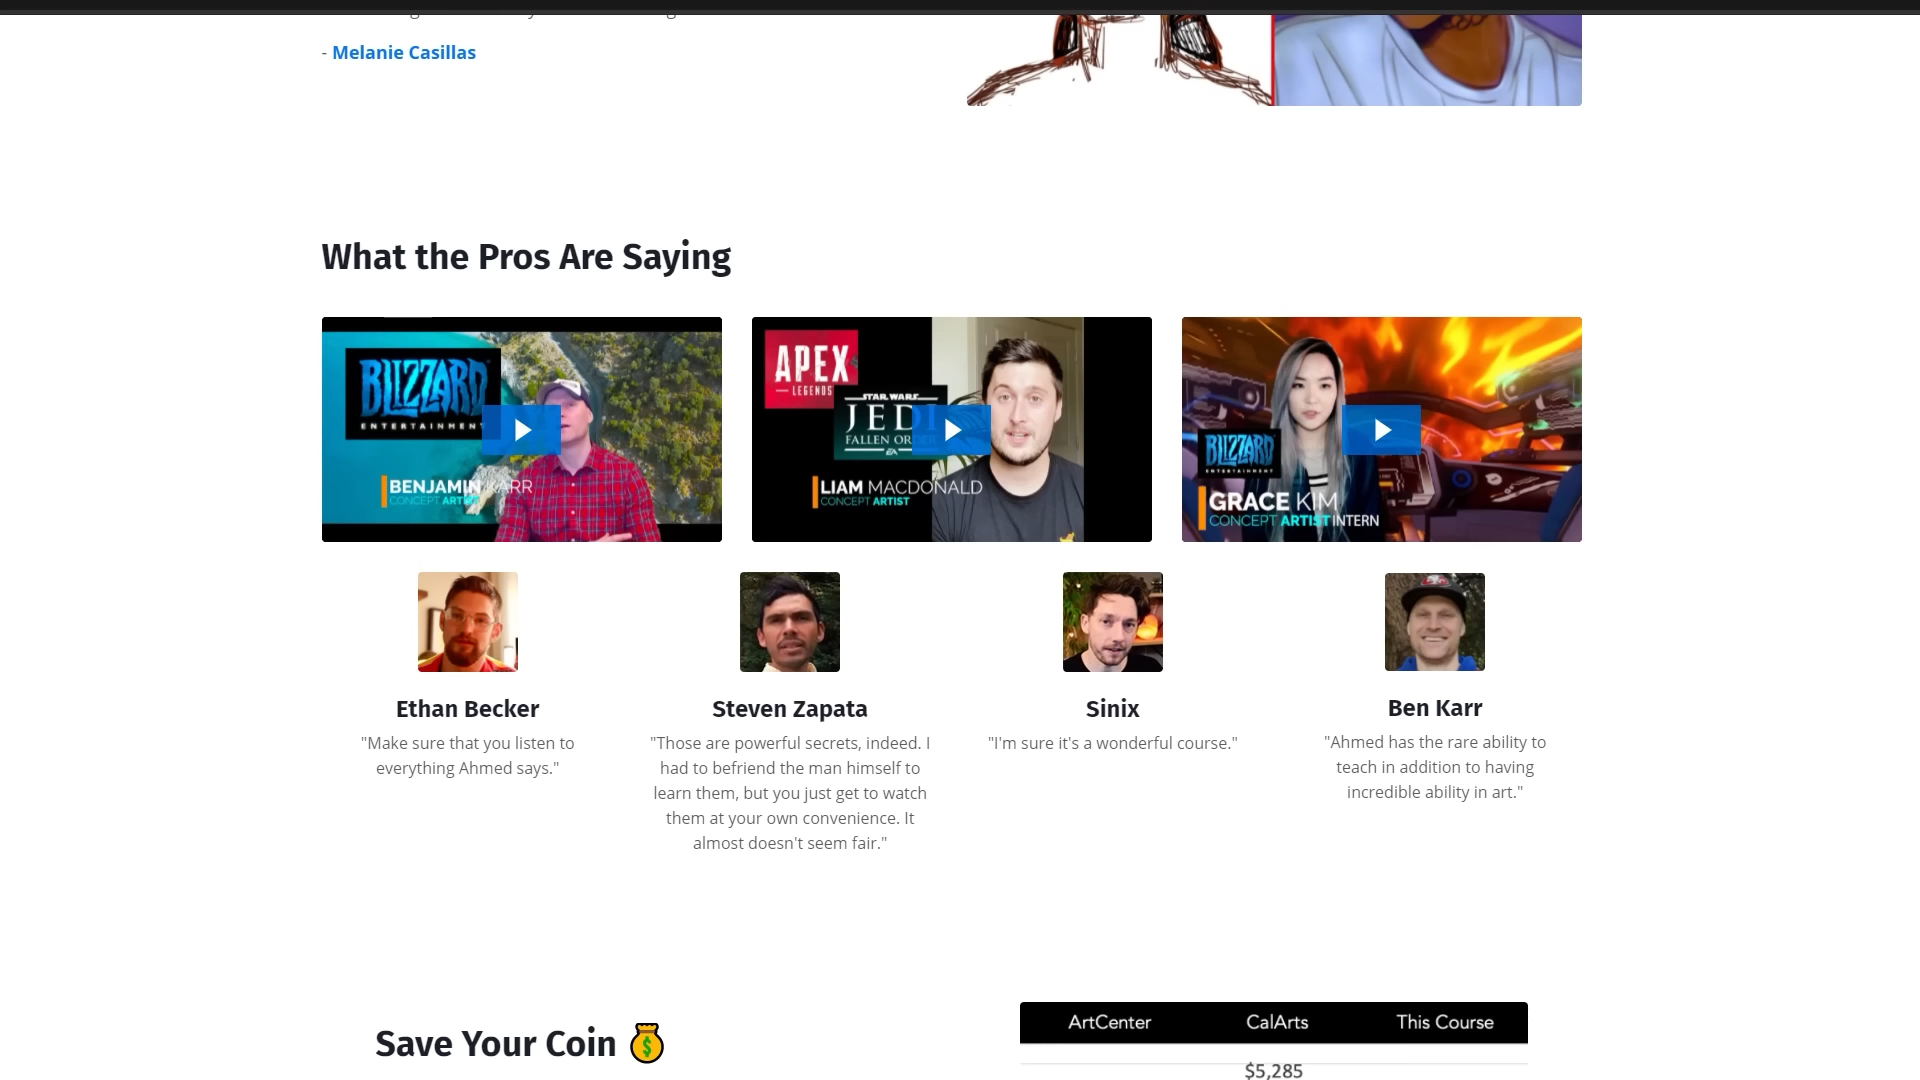 - Melanie Casillas
What the Pros Are Saying
BLIZZARD
ENTERTAINMENT
BENJAMIN KARR
CONCEPT ARTIST
APEX
LEGENDS
STAR WARS
JEDI
FALLEN
EA
LIAM MACDONALD
CONCEPT ARTIST
BLIZZARD
ENTERTAINMENT
GRACE KIM
CONCEPT ARTIST INTERN
Ethan Becker
"Make sure that you listen to
everything Ahmed says."
Steven Zapata
"Those are powerful secrets, indeed. I
had to befriend the man himself to
learn them, but you just get to watch
them at your own convenience. It
almost doesn't seem fair."
Sinix
"I'm sure it's a wonderful course."
Ben Karr
"Ahmed has the rare ability to
teach in addition to having
incredible ability in art."
Save Your Coin
$
ArtCenter CalArts This Course
$5,285